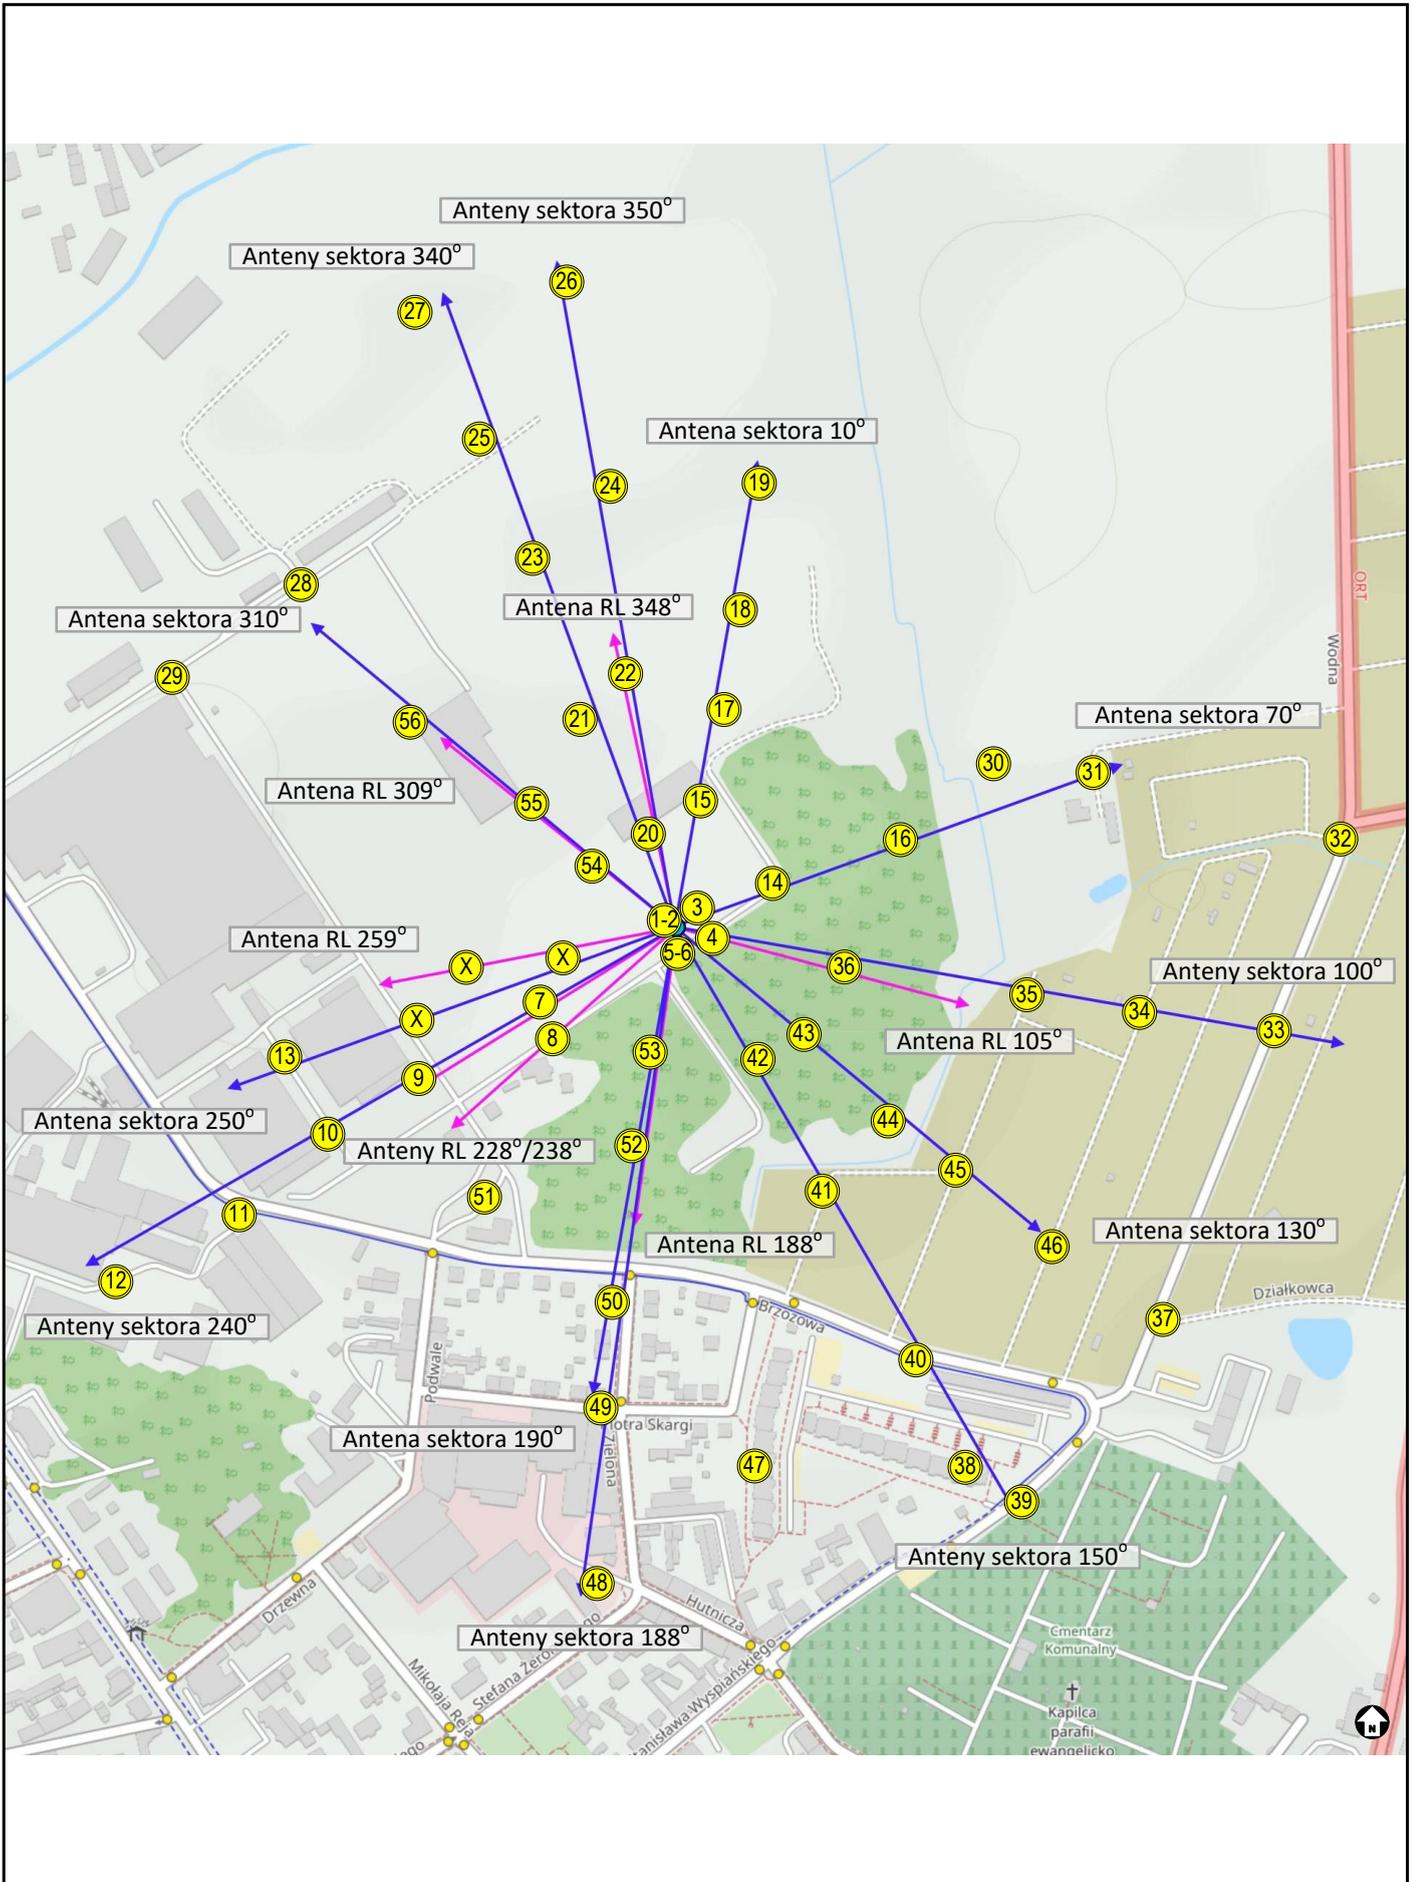 Anteny sektora 350°
Anteny sektora 340°
26
27
Antena sektora 10°
25
19
24
23
28
Antena RL 348°
18
Antena sektora 310°
ORT
Wodna
22
29
17
Antena sektora 70°
56
21
30
31
Antena RL 309°
55
15
20
16
32
54
14
3
1-2
4
Antena RL 259°
5-6
X
X
36
Anteny sektora 100°
7
35
34
X
8
43
33
Antena RL 105°
13
53
42
9
Antena sektora 250°
44
10
52
Anteny RL 228°/238°
45
51
41
11
Antena RL 188°
Antena sektora 130°
46
12
50
Działkowca
Brzozowa
37
Anteny sektora 240°
40
Podwale
49
iotra Skargi
Antena sektora 190°
Zielona
47
38
39
Anteny sektora 150°
48
Drzewna
Hutnicza
Anteny sektora 188°
Cmentarz
Komunalny
Mikołaja Reja
Stefana Żero
go
tanisława Wyspiańskiego
Kaplica
parafii
ewangelicko
ego
N